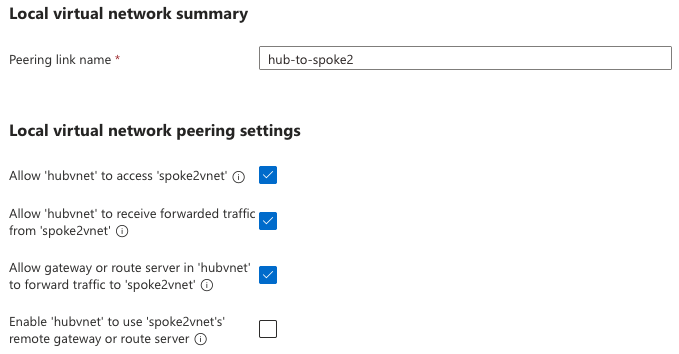 Local virtual network summary
Peering link name *
hub-to-spoke2
Local virtual network peering settings
Allow 'hubvnet' to access 'spoke2vnet'
Allow 'hubvnet' to receive forwarded traffic
from 'spoke2vnet'
Allow gateway or route server in 'hubvnet'
to forward traffic to 'spoke2vnet'
Enable 'hubvnet' to use 'spoke2vnet's'
remote gateway or route server